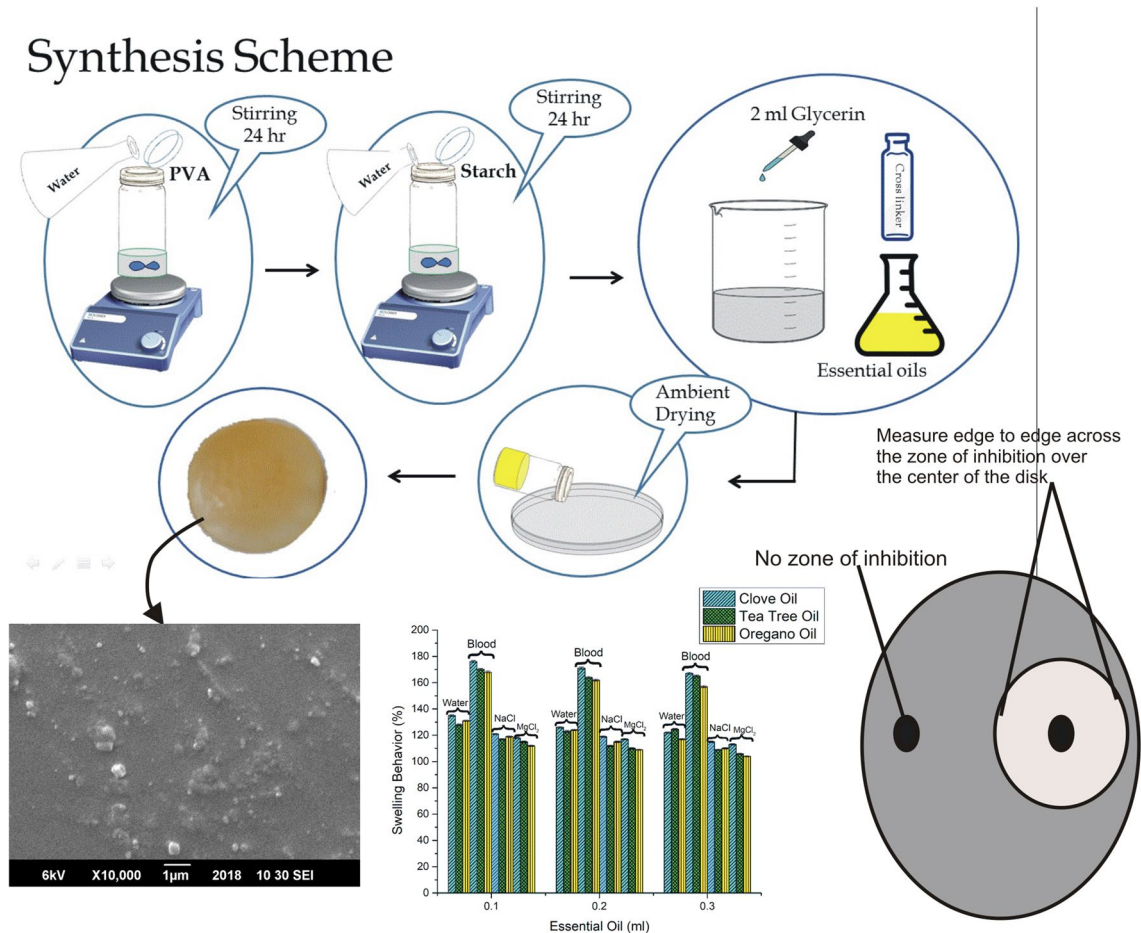 Synthesis Scheme
Stirring
24 hr
Water
PVA
Stirring
24 hr
Water
Starch
2 ml Glycerin
Cross linker
Essential oils
Ambient
Drying
Measure edge to edge across
the zone of inhibition over
the center of the disk
No zone of inhibition
6kV X10,000 1µm 2018 10 30 SEI
Clove Oil
Tea Tree Oil
Oregano Oil
Swelling Behavior (%)
200
180
160
140
120
100
80
60
40
20
0
Water
Blood
NaCl
MgCl₂
Water
Blood
NaCl
MgCl₂
Water
Blood
NaCl
MgCl₂
0.1
0.2
0.3
Essential Oil (ml)